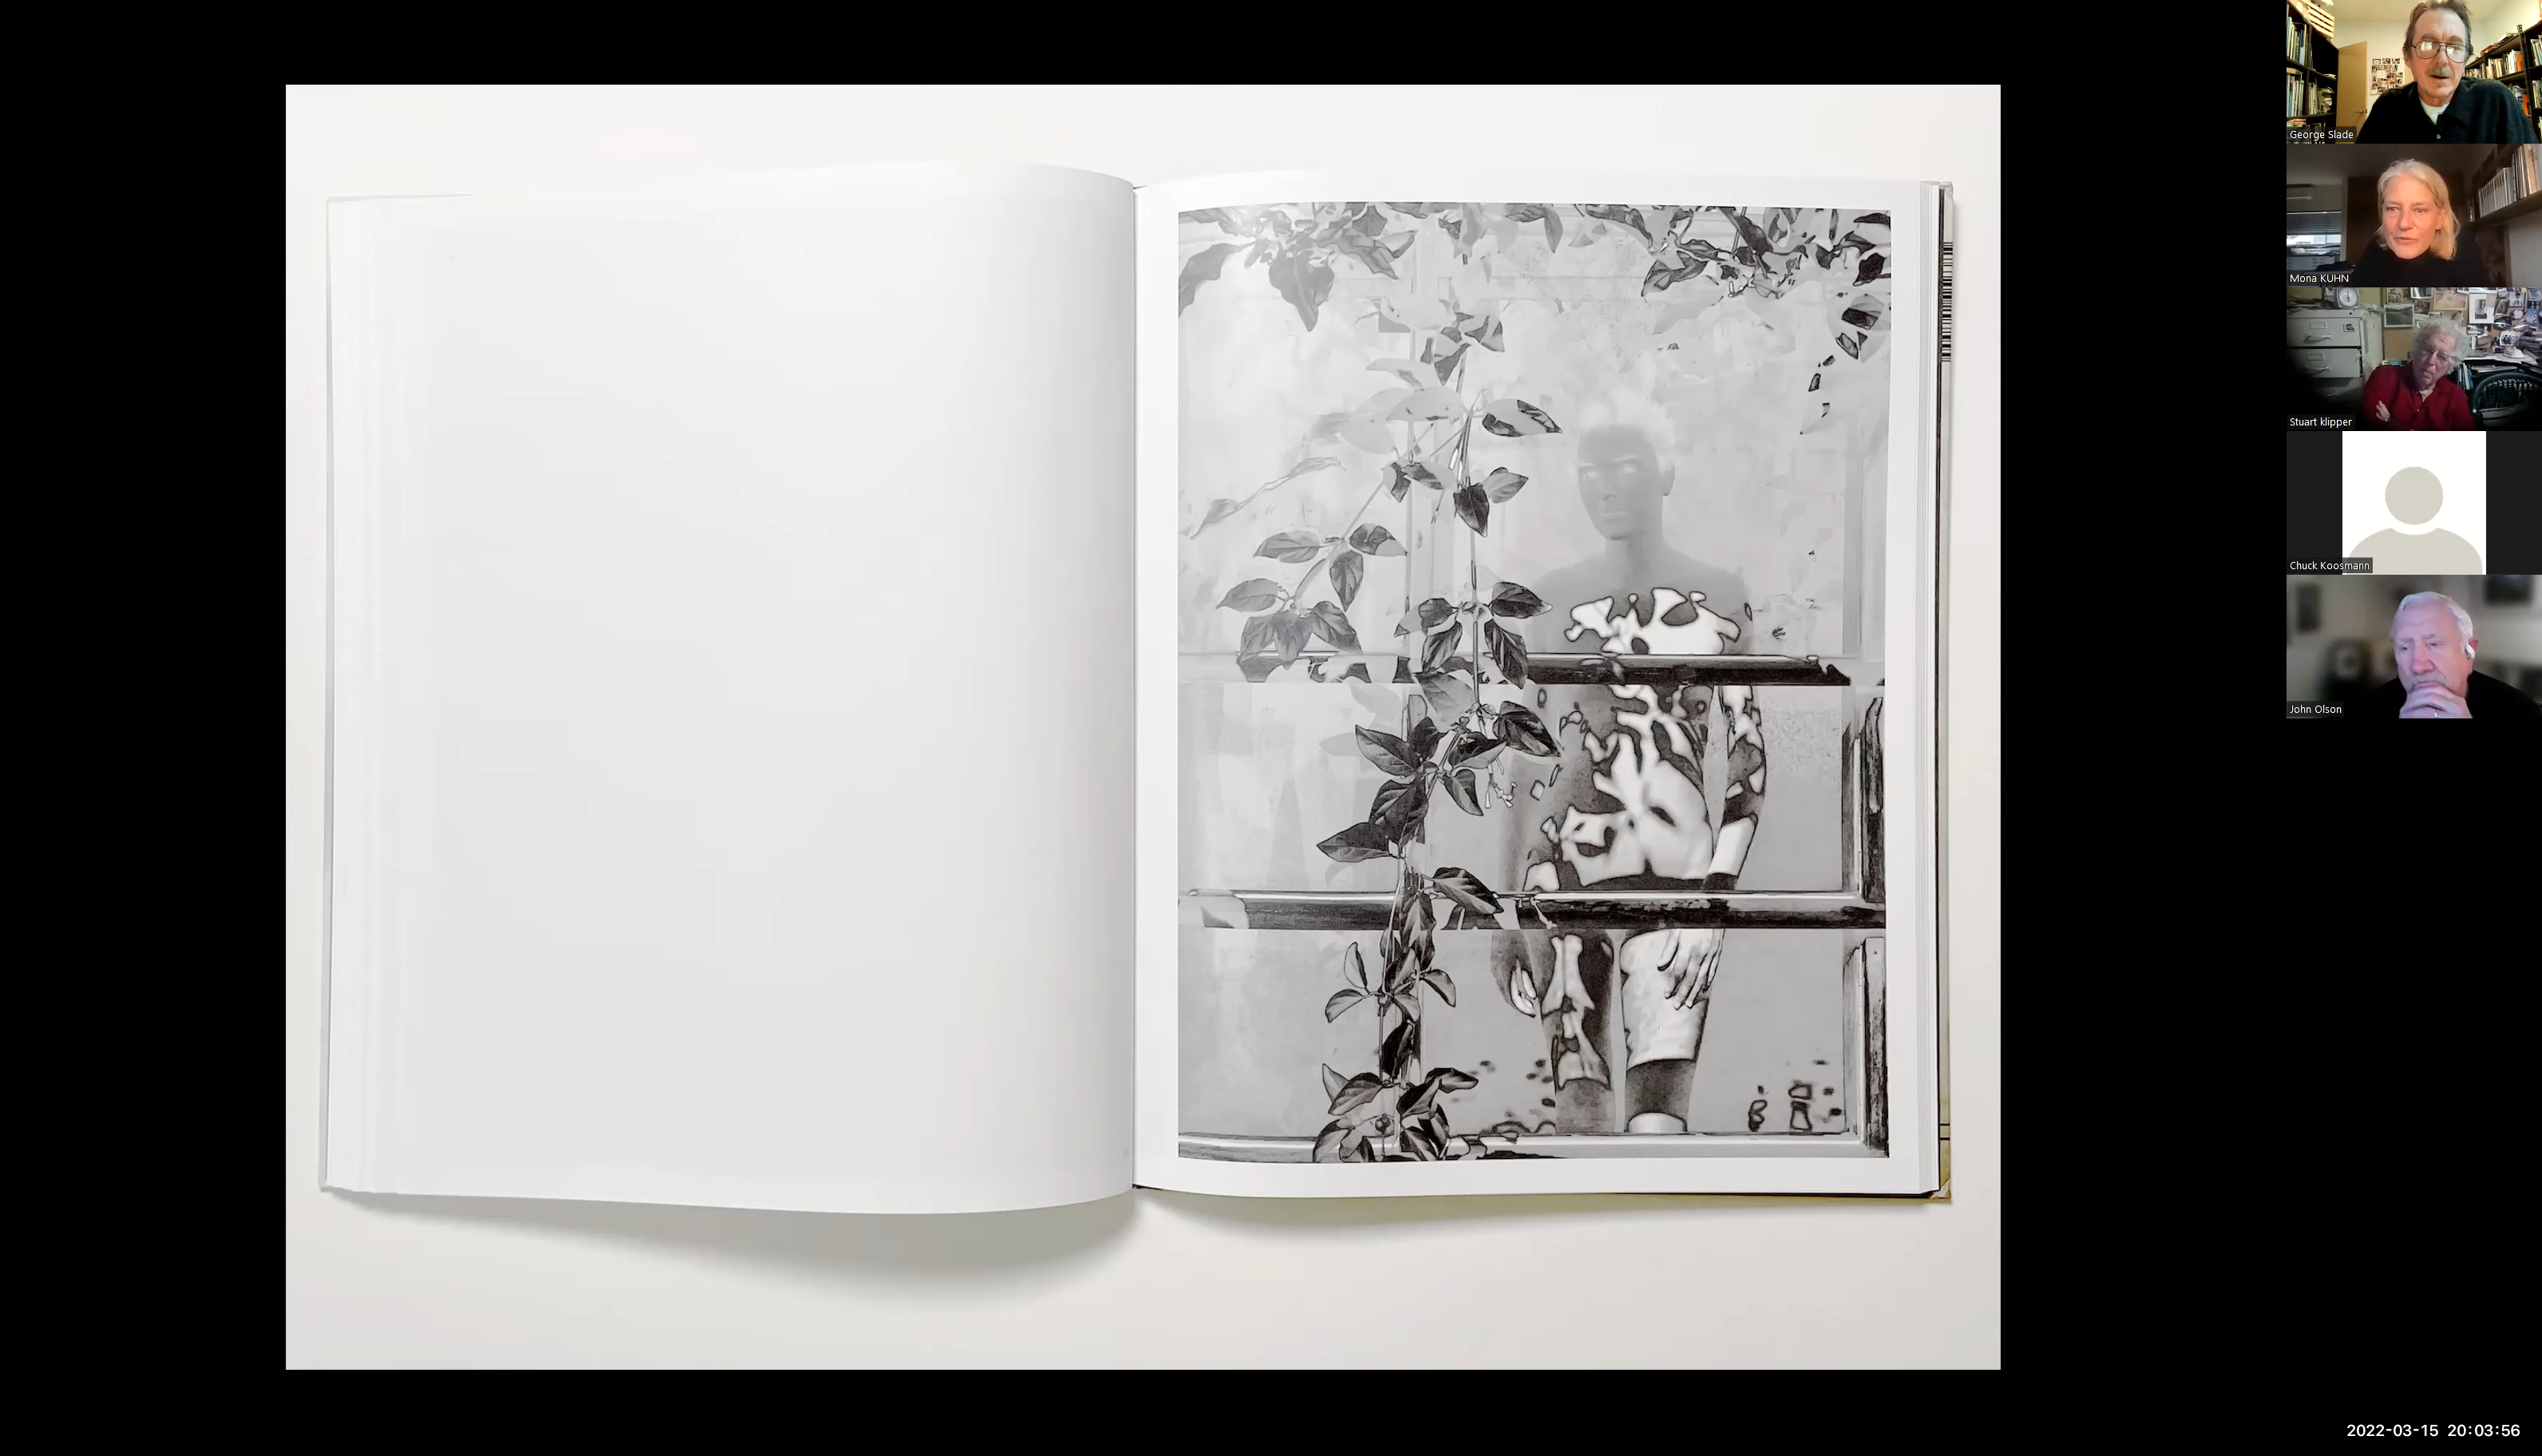 George Slade
Mona KUHN
Stuart klipper
Chuck Koosmann
John Olson
2022-03-15 20:03:56